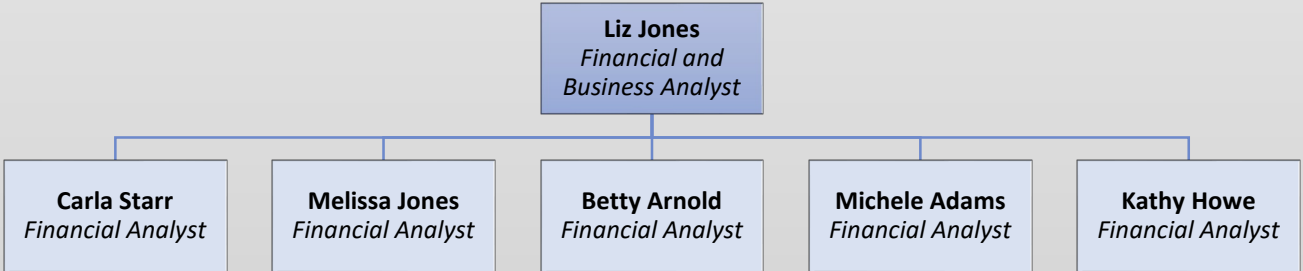 Liz Jones
Financial and
Business Analyst
Carla Starr
Financial Analyst
Melissa Jones
Financial Analyst
Betty Arnold
Financial Analyst
Michele Adams
Financial Analyst
Kathy Howe
Financial Analyst